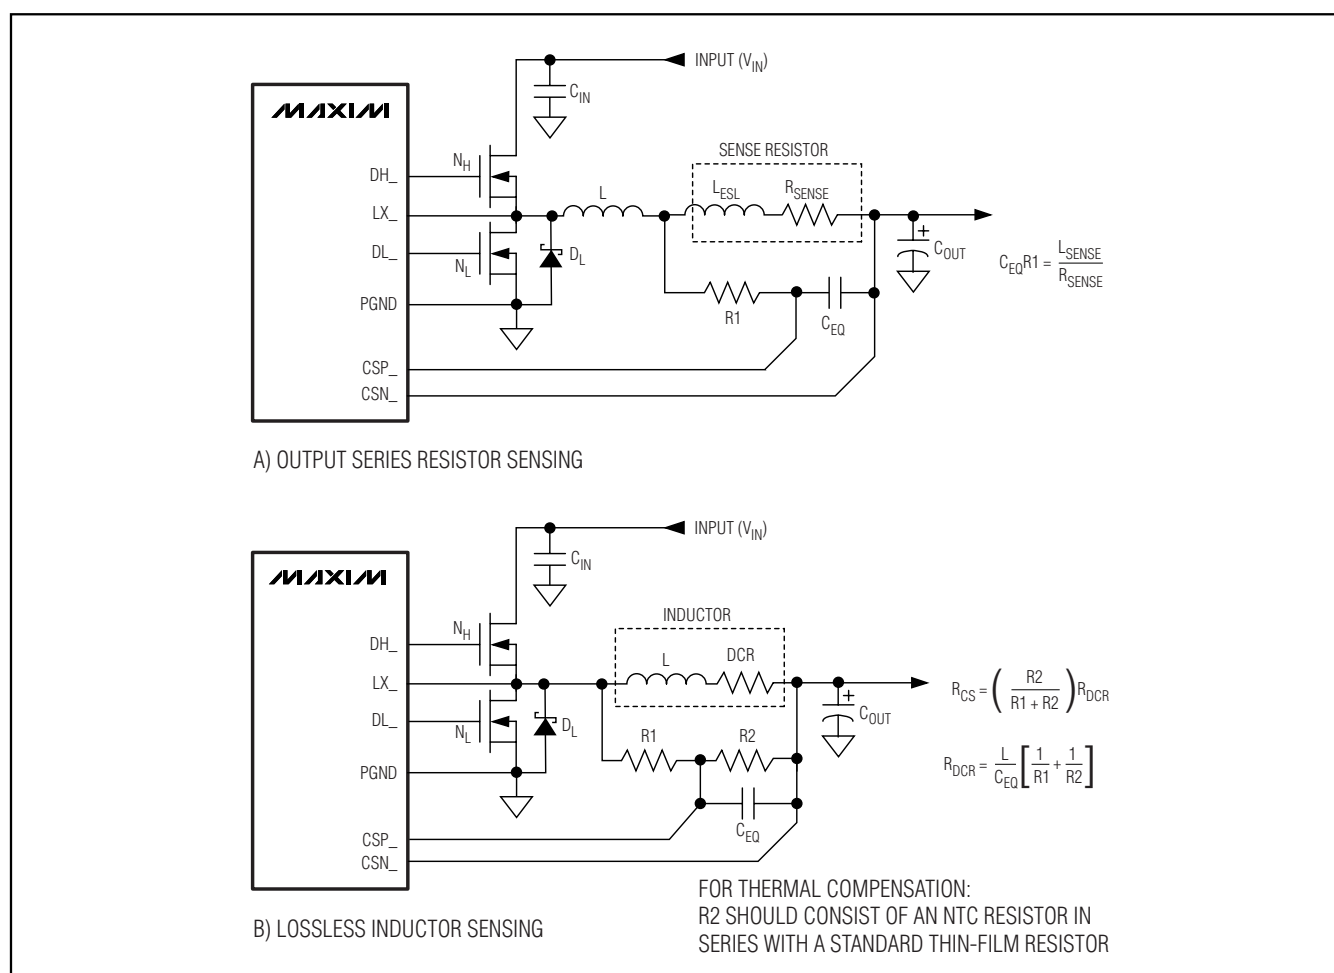 INPUT (VIN)
CIN
MAXIM
SENSE RESISTOR
NH
DH_
L
LESL
RSENSE
LX_
DL_
NL
DL
+
COUT
CEQR1 = LSENSE
RSENSE
PGND
R1
CEQ
CSP_
CSN_
A) OUTPUT SERIES RESISTOR SENSING
INPUT (VIN)
CIN
MAXIM
INDUCTOR
NH
DH_
L
DCR
LX_
RCS = ( R2
R1 + R2 ) RDCR
DL_
NL
DL
+
COUT
R1
R2
PGND
RDCR = L
CEQ [ 1
R1 + 1
R2 ]
CEQ
CSP_
CSN_
FOR THERMAL COMPENSATION:
R2 SHOULD CONSIST OF AN NTC RESISTOR IN
SERIES WITH A STANDARD THIN-FILM RESISTOR
B) LOSSLESS INDUCTOR SENSING